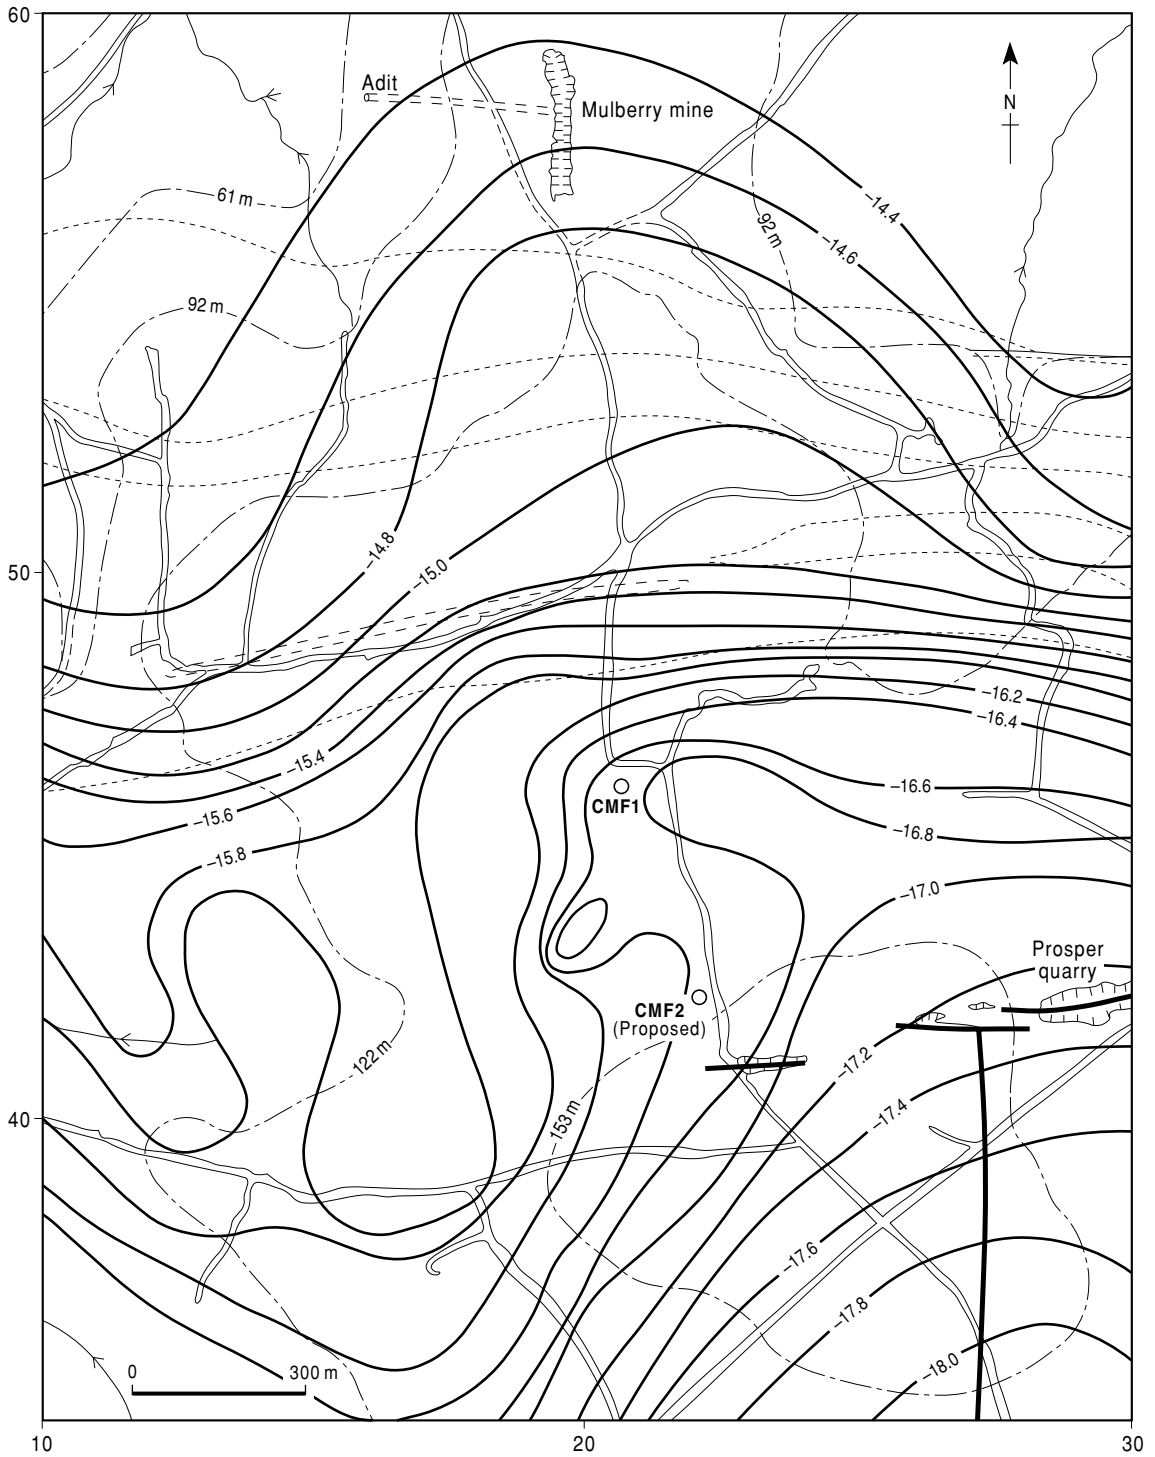 60
Adit
Mulberry mine
N
61 m
–14.4
92 m
–14.6
92 m
50
–14.8
–15.0
–16.2
–16.4
–15.4
–16.6
CMF1
–15.6
–16.8
–15.8
–17.0
Prosper
quarry
CMF2
(Proposed)
122 m
–17.2
–17.4
40
153 m
–17.6
–17.8
–18.0
0
300 m
10
20
30